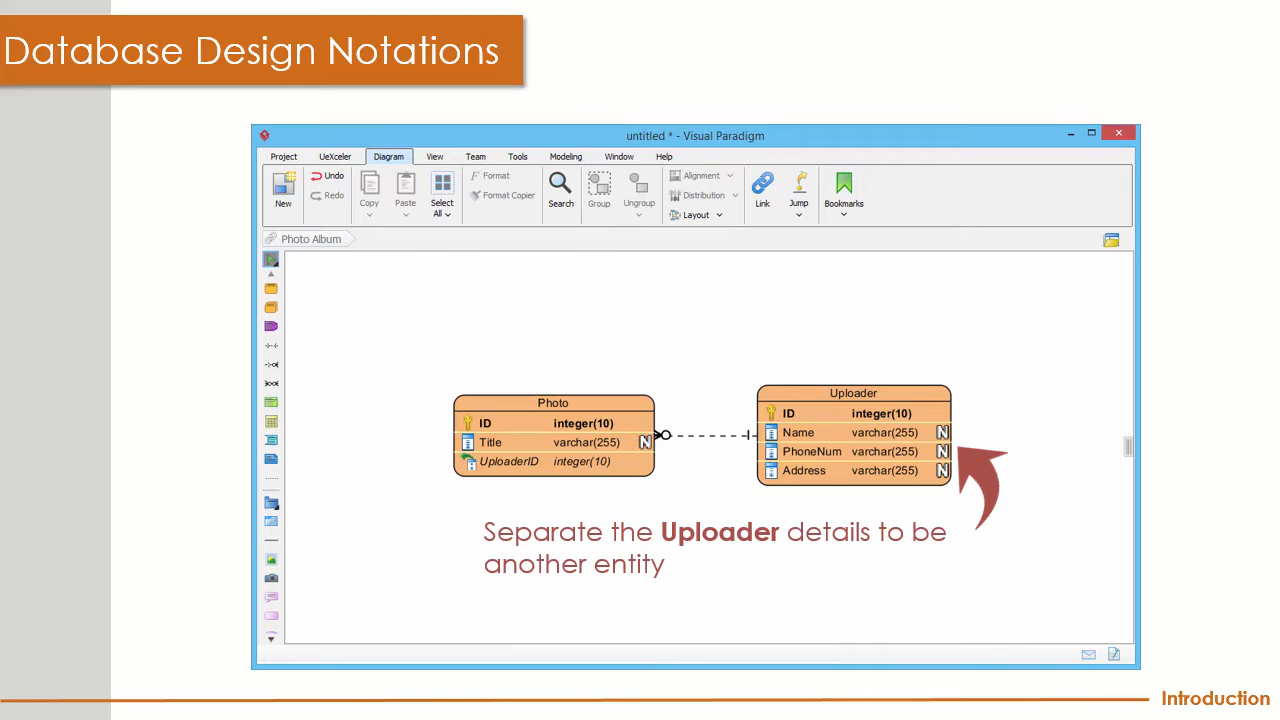 Database Design Notations
untitled * - Visual Paradigm
Project UeXceler Diagram View Team Tools Modeling Window Help
New Undo Redo Copy Paste Select All Format Format Copier Search Group Ungroup Alignment Distribution Layout Link Jump Bookmarks
Photo Album
Photo
ID integer(10)
Title varchar(255) N
UploaderID integer(10)
Uploader
ID integer(10)
Name varchar(255) N
PhoneNum varchar(255) N
Address varchar(255) N
Separate the Uploader details to be
another entity
Introduction